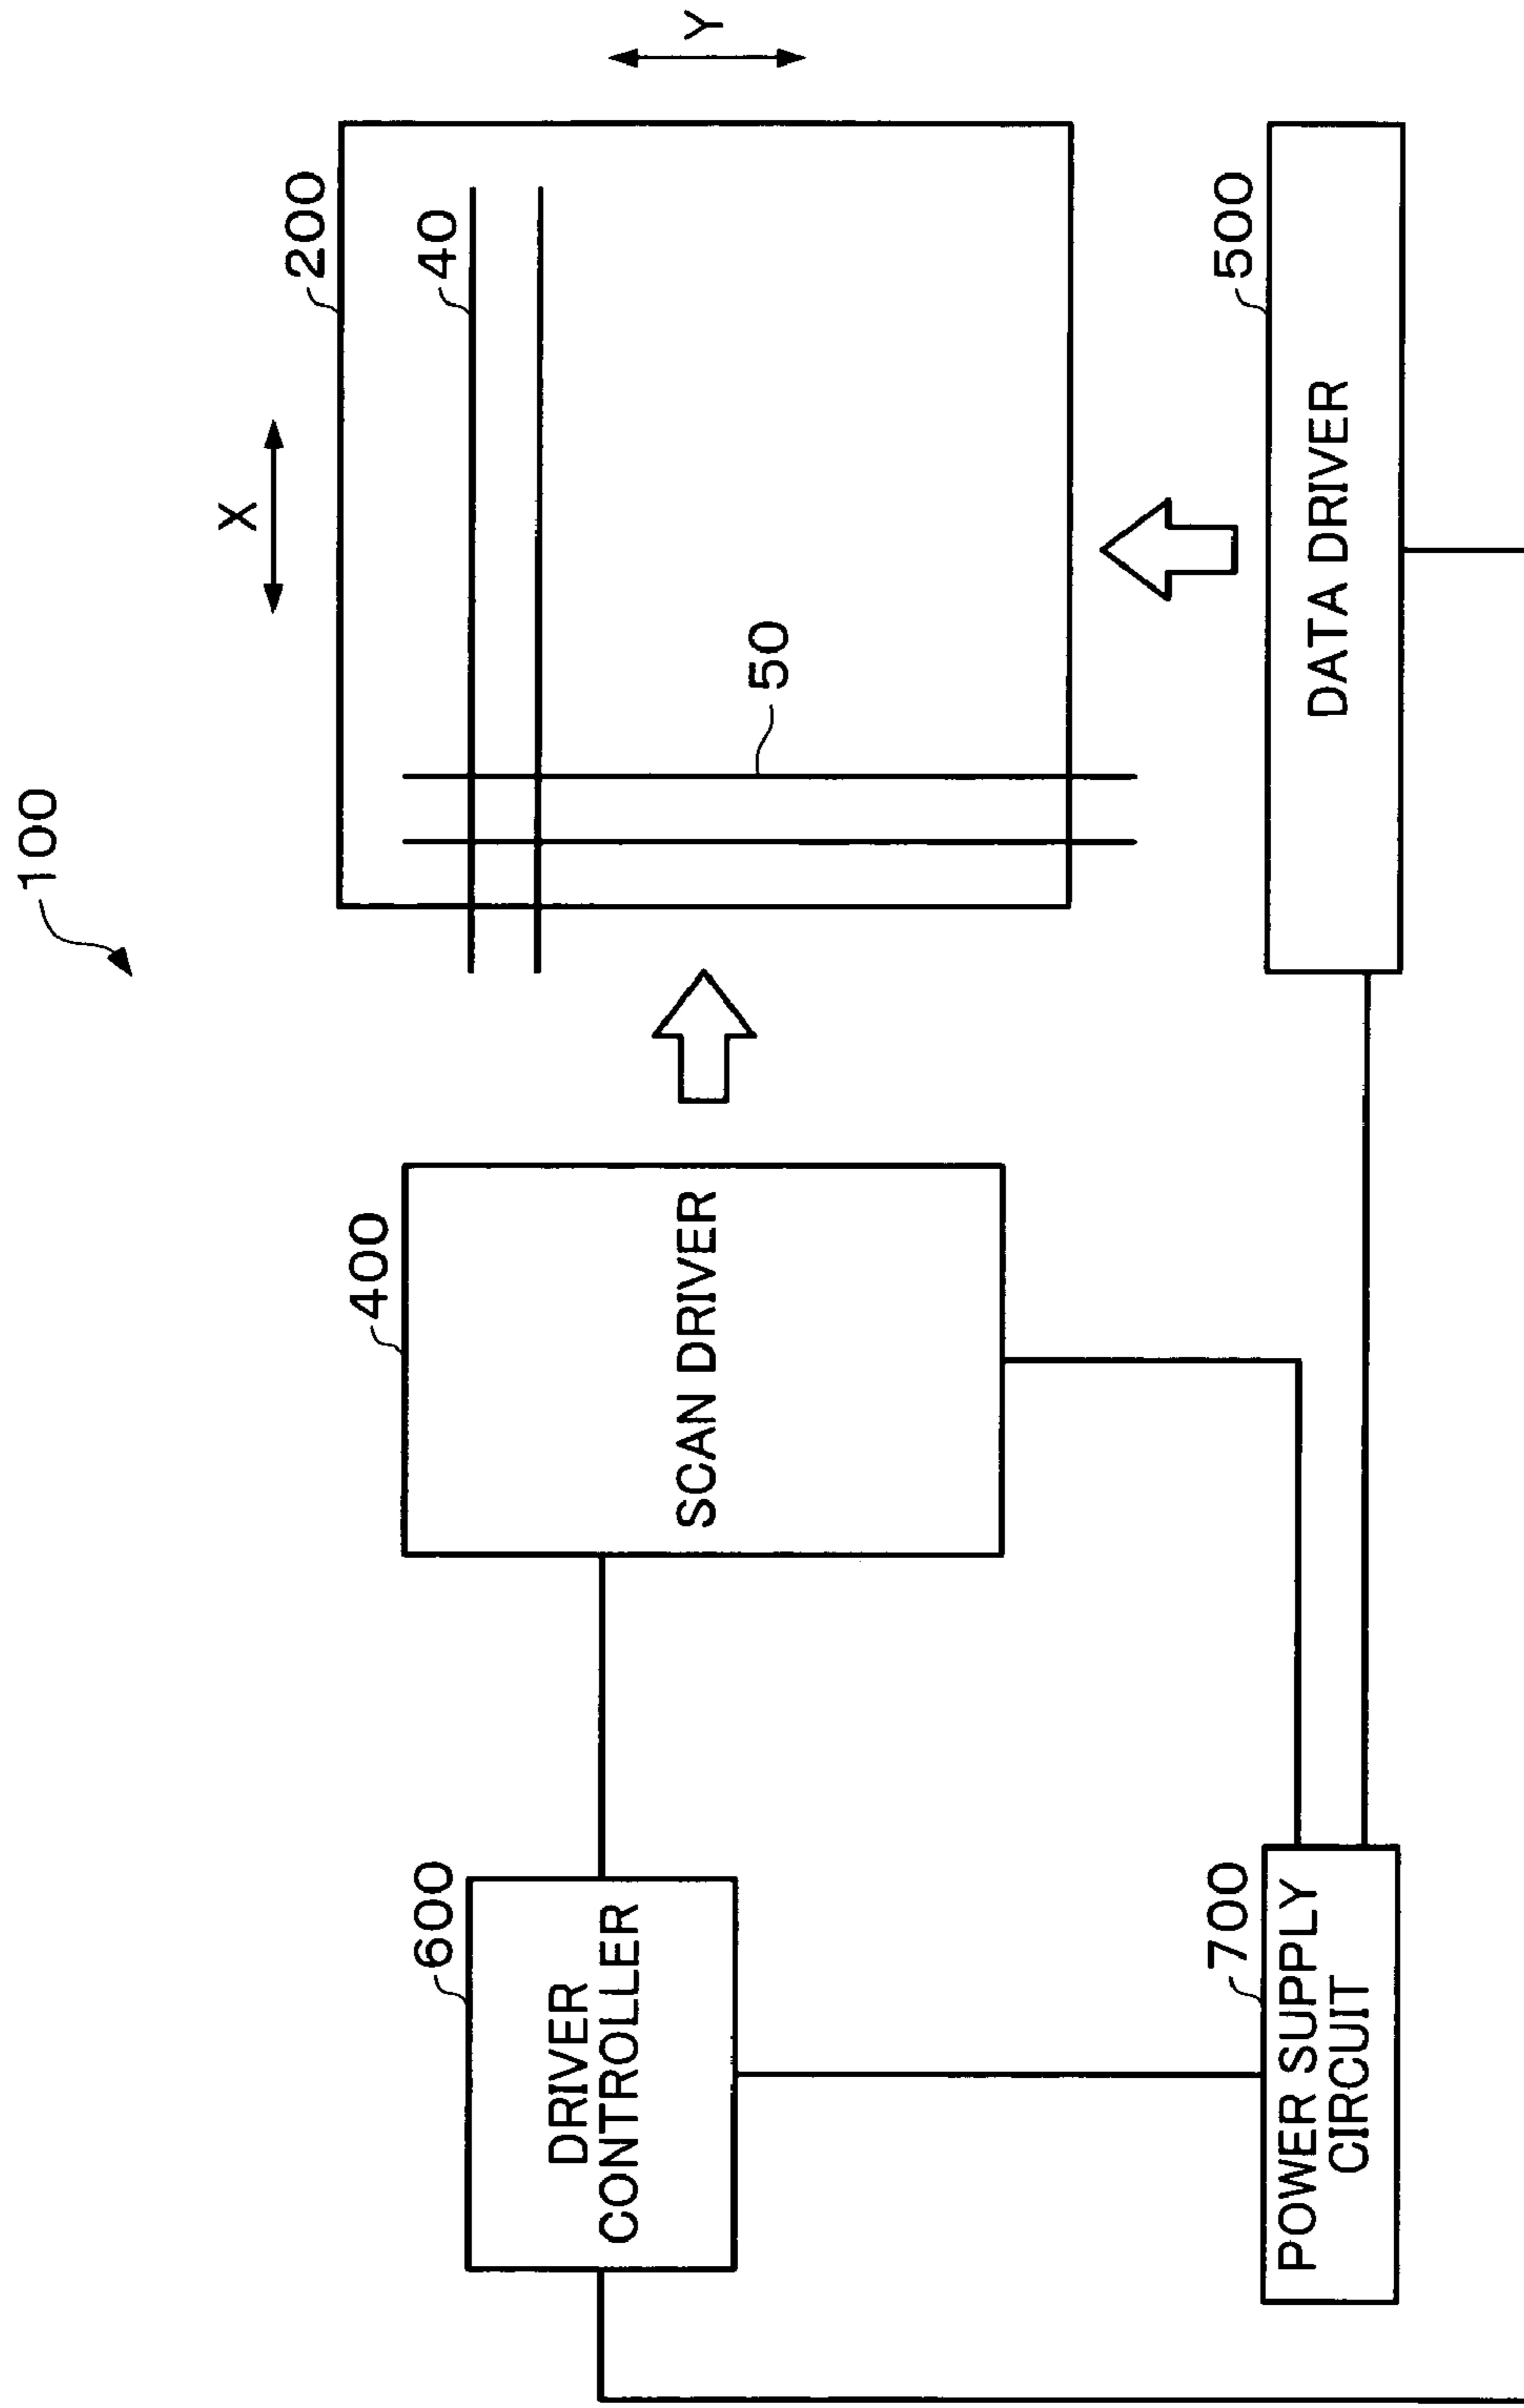 100
X
Y
200
40
50
400
SCAN DRIVER
600
DRIVER
CONTROLLER
500
DATA DRIVER
700
POWER SUPPLY
CIRCUIT